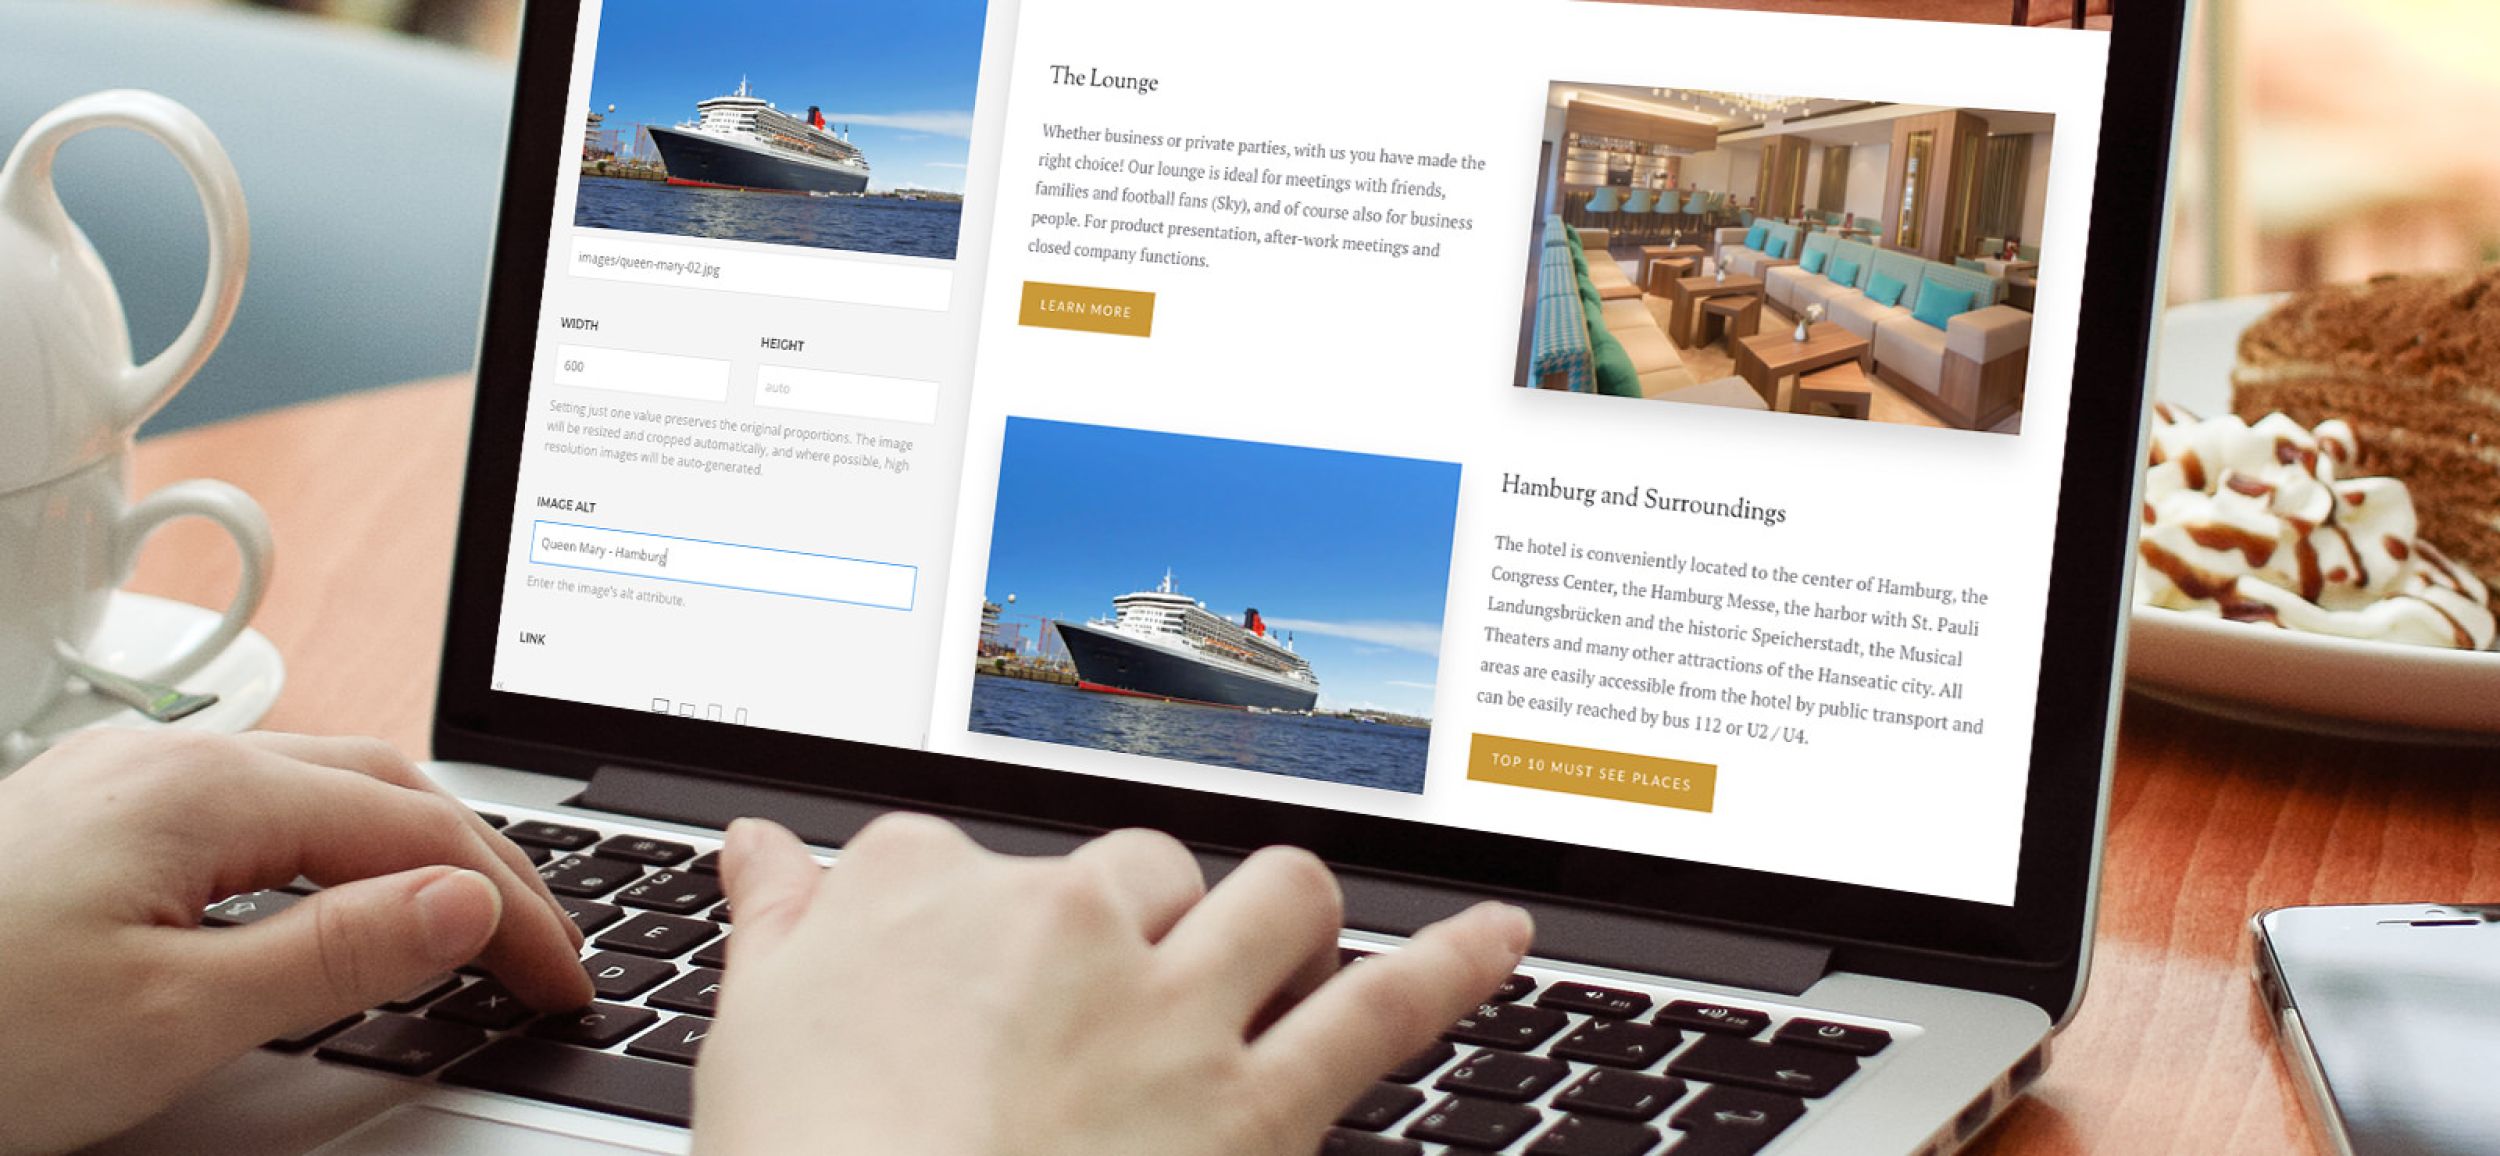 images/queen-mary-02.jpg
WIDTH
HEIGHT
600
auto
Setting just one value preserves the original proportions. The image
will be resized and cropped automatically, and where possible, high
resolution images will be auto-generated.
IMAGE ALT
Queen Mary - Hamburg
Enter the image's alt attribute.
LINK
The Lounge
Whether business or private parties, with us you have made the
right choice! Our lounge is ideal for meetings with friends,
families and football fans (Sky), and of course also for business
people. For product presentation, after-work meetings and
closed company functions.
LEARN MORE
Hamburg and Surroundings
The hotel is conveniently located to the center of Hamburg, the
Congress Center, the Hamburg Messe, the harbor with St. Pauli
Landungsbrücken and the historic Speicherstadt, the Musical
Theaters and many other attractions of the Hanseatic city. All
areas are easily accessible from the hotel by public transport and
can be easily reached by bus 112 or U2 / U4.
TOP 10 MUST SEE PLACES
E
D
F
X
C
V